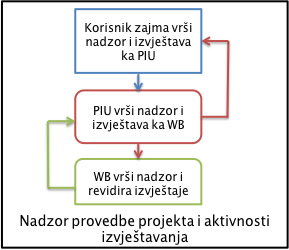 Korisnik zajma vrši
nadzor i izvještava
ka PIU
PIU vrši nadzor i
izvještava ka WB
WB vrši nadzor i
revidira izvještaje
Nadzor provedbe projekta i aktivnosti
izvještavanja